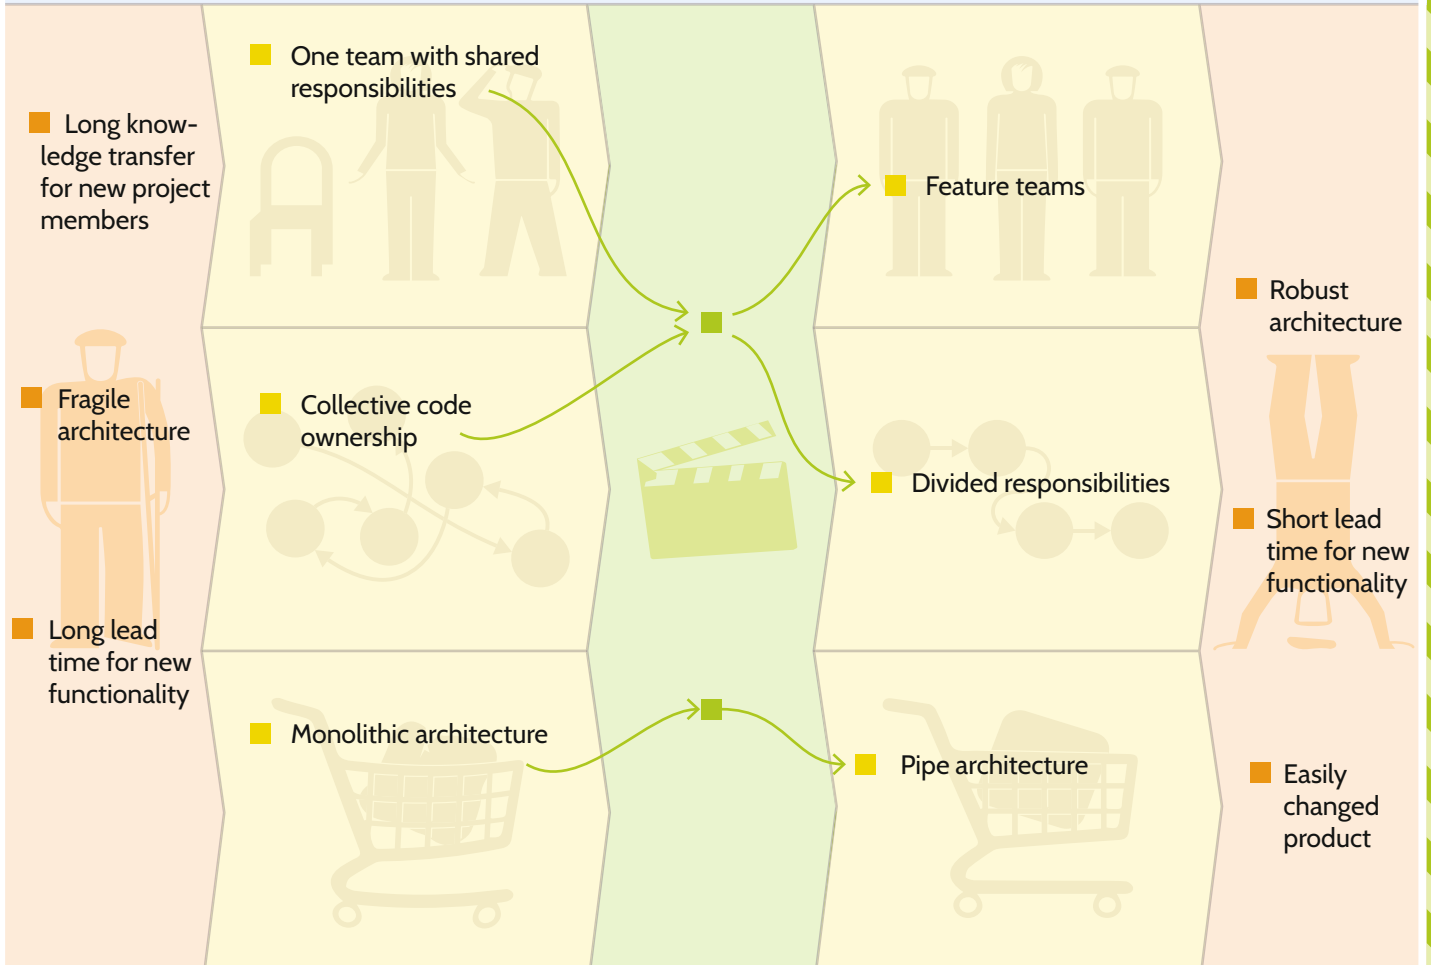 Long know-
ledge transfer
for new project
members
Fragile
architecture
Long lead
time for new
functionality
One team with shared
responsibilities
Collective code
ownership
Monolithic architecture
Feature teams
Divided responsibilities
Pipe architecture
Robust
architecture
Short lead
time for new
functionality
Easily
changed
product